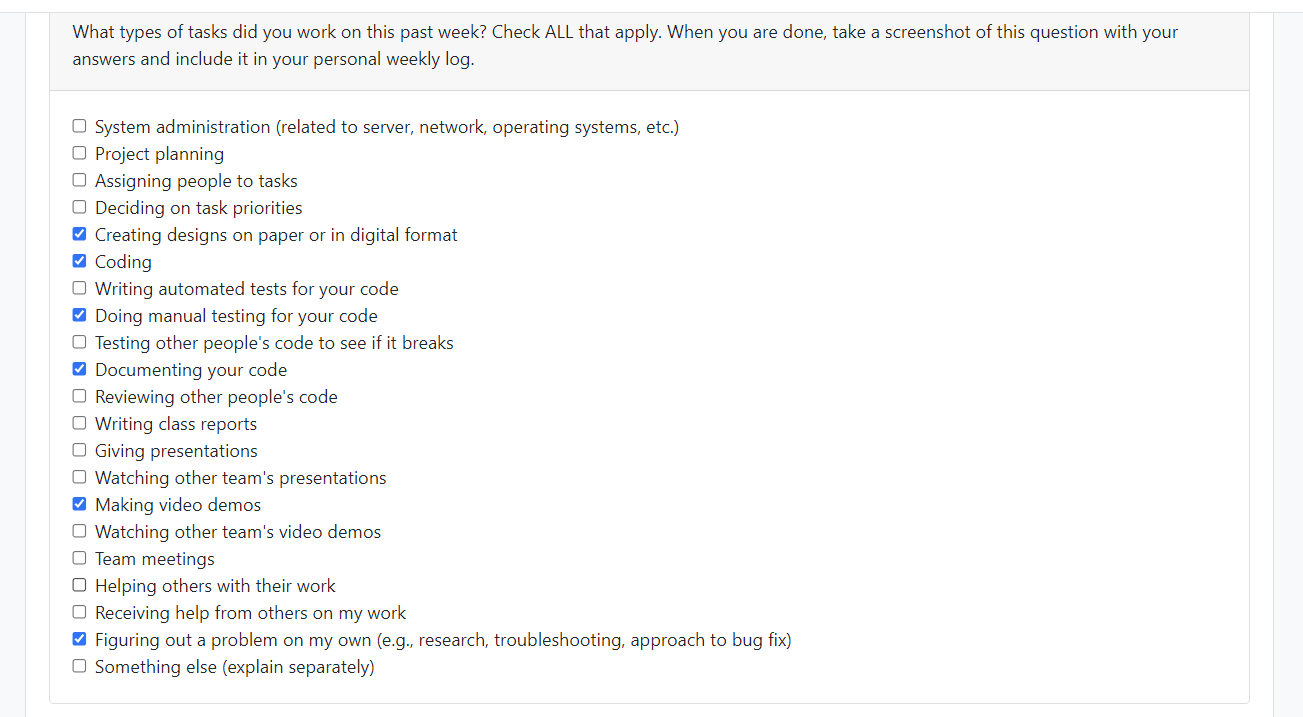 What types of tasks did you work on this past week? Check ALL that apply. When you are done, take a screenshot of this question with your
answers and include it in your personal weekly log.
System administration (related to server, network, operating systems, etc.)
Project planning
Assigning people to tasks
Deciding on task priorities
Creating designs on paper or in digital format
Coding
Writing automated tests for your code
Doing manual testing for your code
Testing other people's code to see if it breaks
Documenting your code
Reviewing other people's code
Writing class reports
Giving presentations
Watching other team's presentations
Making video demos
Watching other team's video demos
Team meetings
Helping others with their work
Receiving help from others on my work
Figuring out a problem on my own (e.g., research, troubleshooting, approach to bug fix)
Something else (explain separately)